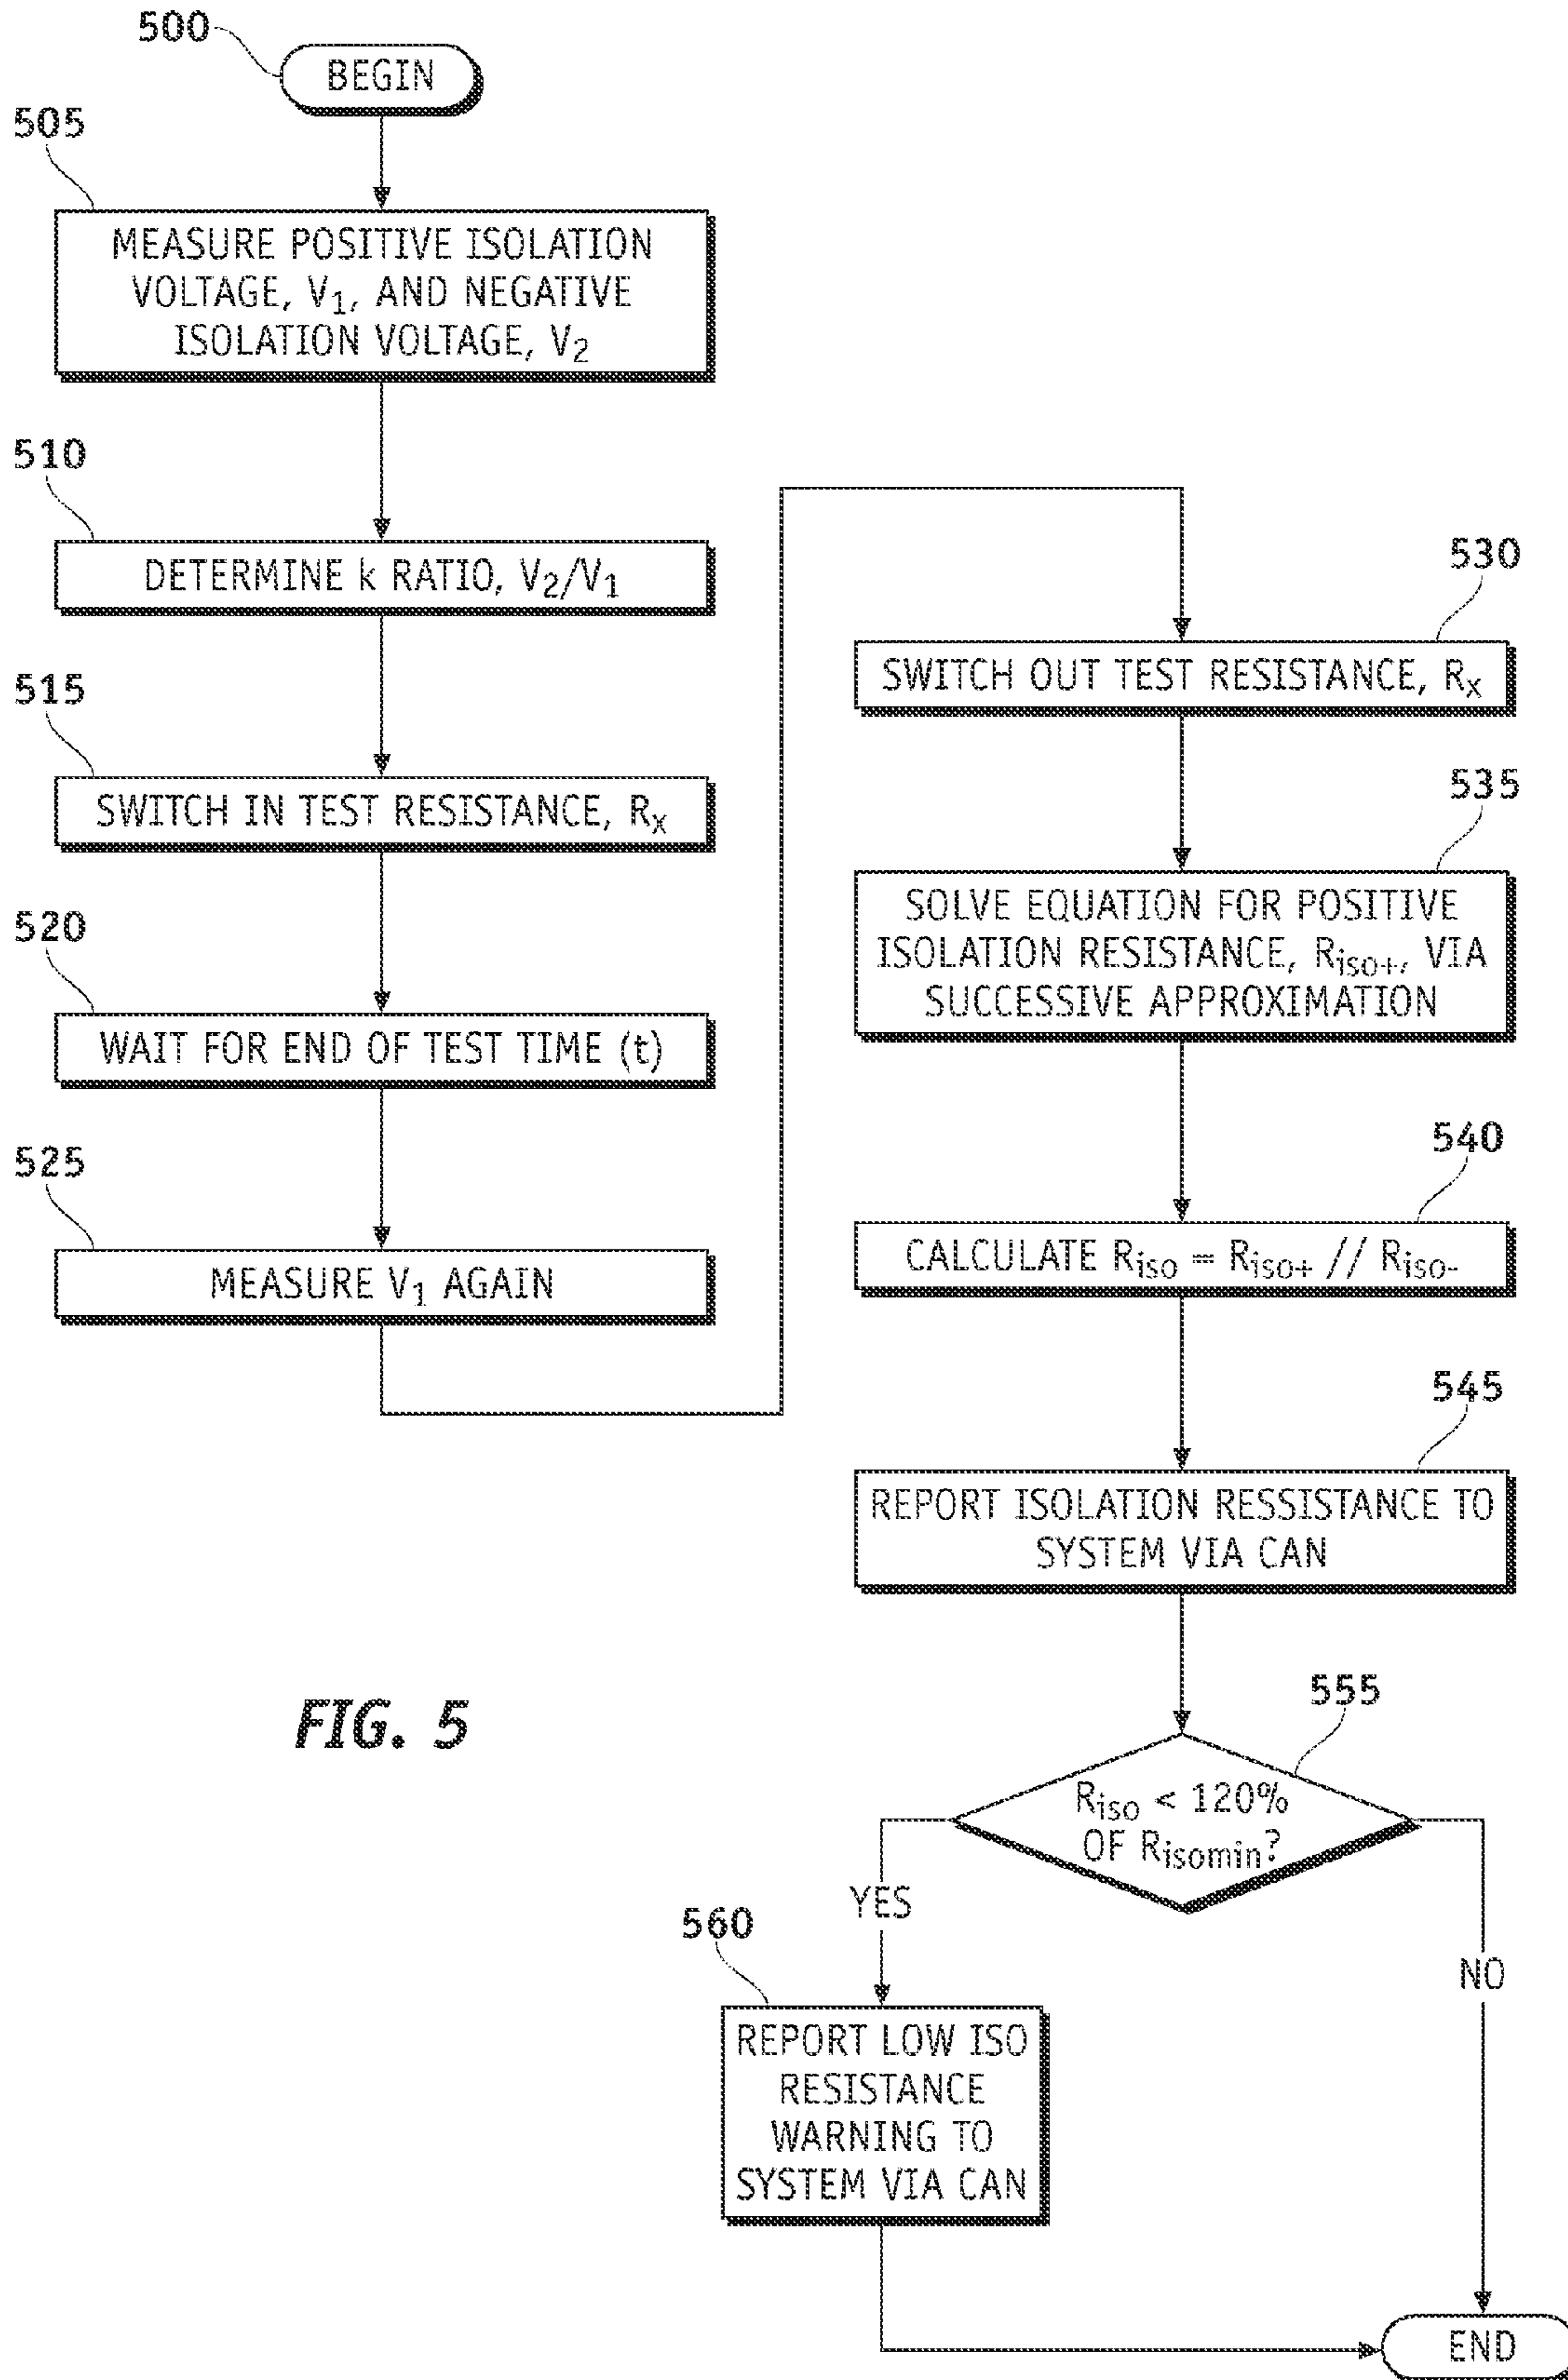 500
BEGIN
505
MEASURE POSITIVE ISOLATION
VOLTAGE, V₁, AND NEGATIVE
ISOLATION VOLTAGE, V₂
510
DETERMINE k RATIO, V₂/V₁
515
SWITCH IN TEST RESISTANCE, Rₓ
520
WAIT FOR END OF TEST TIME (t)
525
MEASURE V₁ AGAIN
530
SWITCH OUT TEST RESISTANCE, Rₓ
535
SOLVE EQUATION FOR POSITIVE
ISOLATION RESISTANCE, Riso+, VIA
SUCCESSIVE APPROXIMATION
540
CALCULATE Riso = Riso+ // Riso-
545
REPORT ISOLATION RESSISTANCE TO
SYSTEM VIA CAN
555
Riso < 120%
OF Risomin?
YES
NO
560
REPORT LOW ISO
RESISTANCE
WARNING TO
SYSTEM VIA CAN
END
FIG. 5